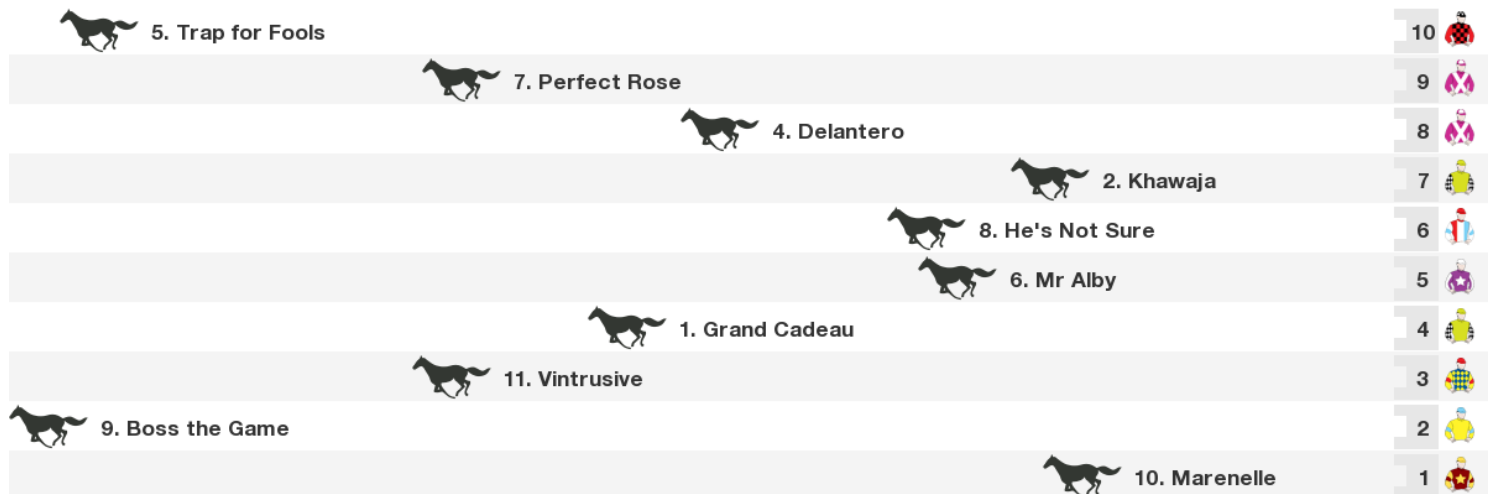 5. Trap for Fools 10
7. Perfect Rose 9
4. Delantero 8
2. Khawaja 7
8. He's Not Sure 6
6. Mr Alby 5
1. Grand Cadeau 4
11. Vintrusive 3
9. Boss the Game 2
10. Marenelle 1